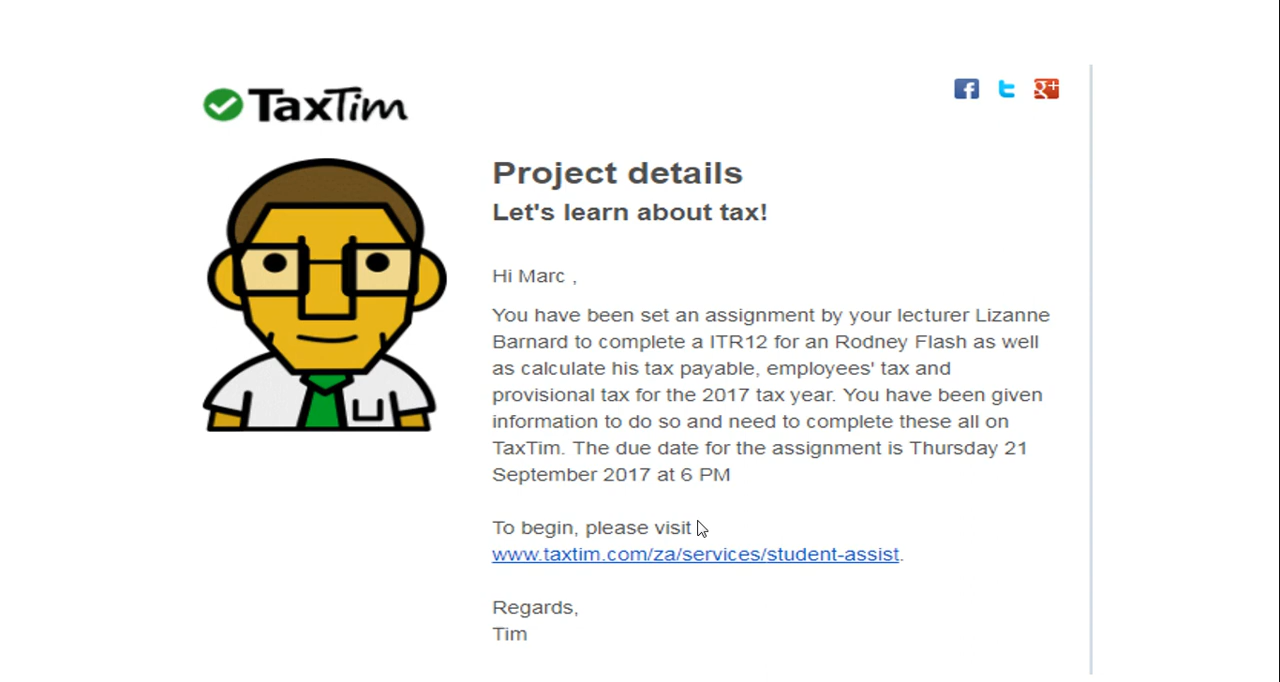 TaxTim
Project details
Let's learn about tax!
Hi Marc ,
You have been set an assignment by your lecturer Lizanne
Barnard to complete a ITR12 for an Rodney Flash as well
as calculate his tax payable, employees' tax and
provisional tax for the 2017 tax year. You have been given
information to do so and need to complete these all on
TaxTim. The due date for the assignment is Thursday 21
September 2017 at 6 PM
To begin, please visit
www.taxtim.com/za/services/student-assist.
Regards,
Tim